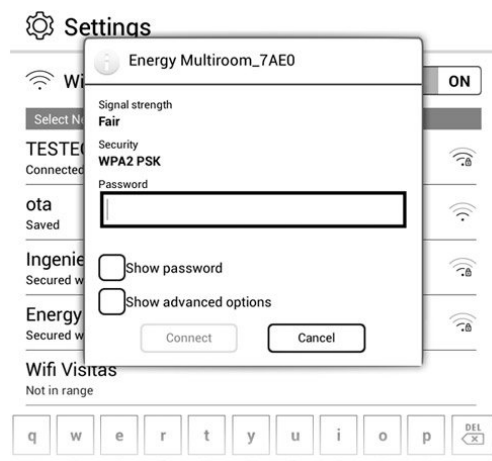 Settings
Energy Multiroom_7AE0
Wi
ON
Signal strength
Fair
Select Ne
Security
WPA2 PSK
TESTE
Connected
Password
ota
Saved
Ingenie
Secured w
Show password
Energy
Secured w
Show advanced options
Connect Cancel
Wifi Visitas
Not in range
q w e r t y u i o p DEL